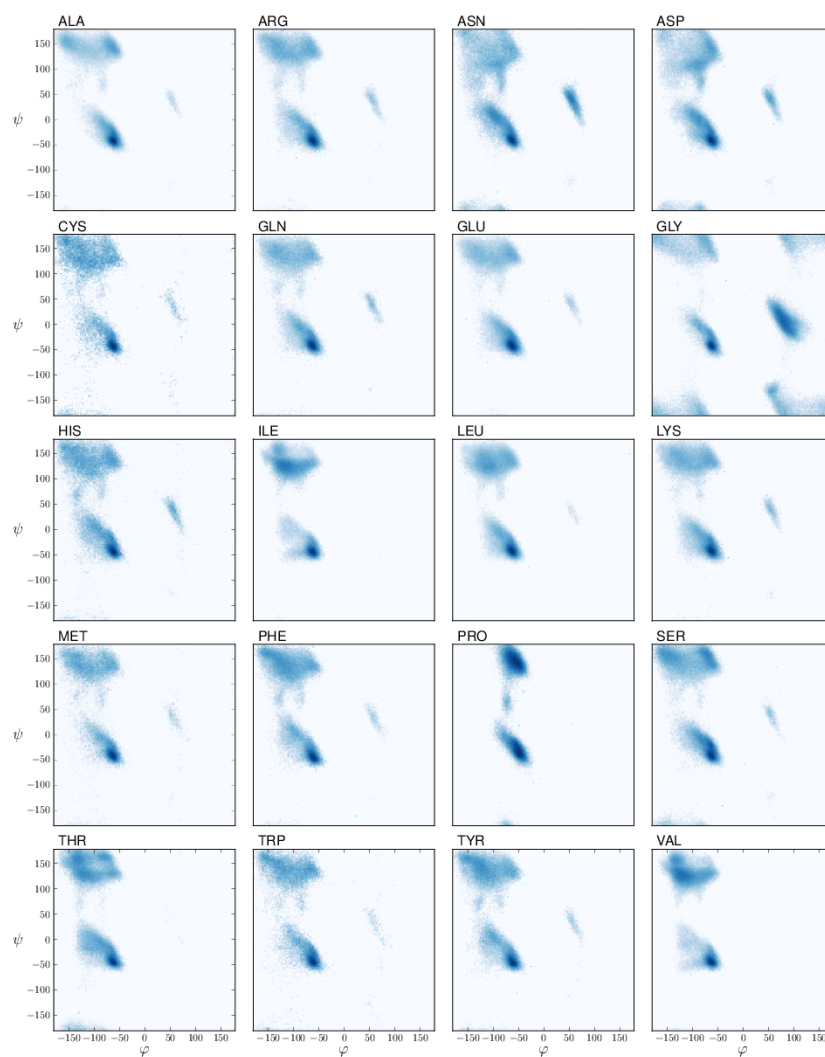 ALA ARG ASN ASP
150
100
50
ψ 0
−50
−100
−150
CYS GLN GLU GLY
150
100
50
ψ 0
−50
−100
−150
HIS ILE LEU LYS
150
100
50
ψ 0
−50
−100
−150
MET PHE PRO SER
150
100
50
ψ 0
−50
−100
−150
THR TRP TYR VAL
150
100
50
ψ 0
−50
−100
−150
−150 −100 −50 0 50 100 150 −150 −100 −50 0 50 100 150 −150 −100 −50 0 50 100 150 −150 −100 −50 0 50 100 150
φ φ φ φ